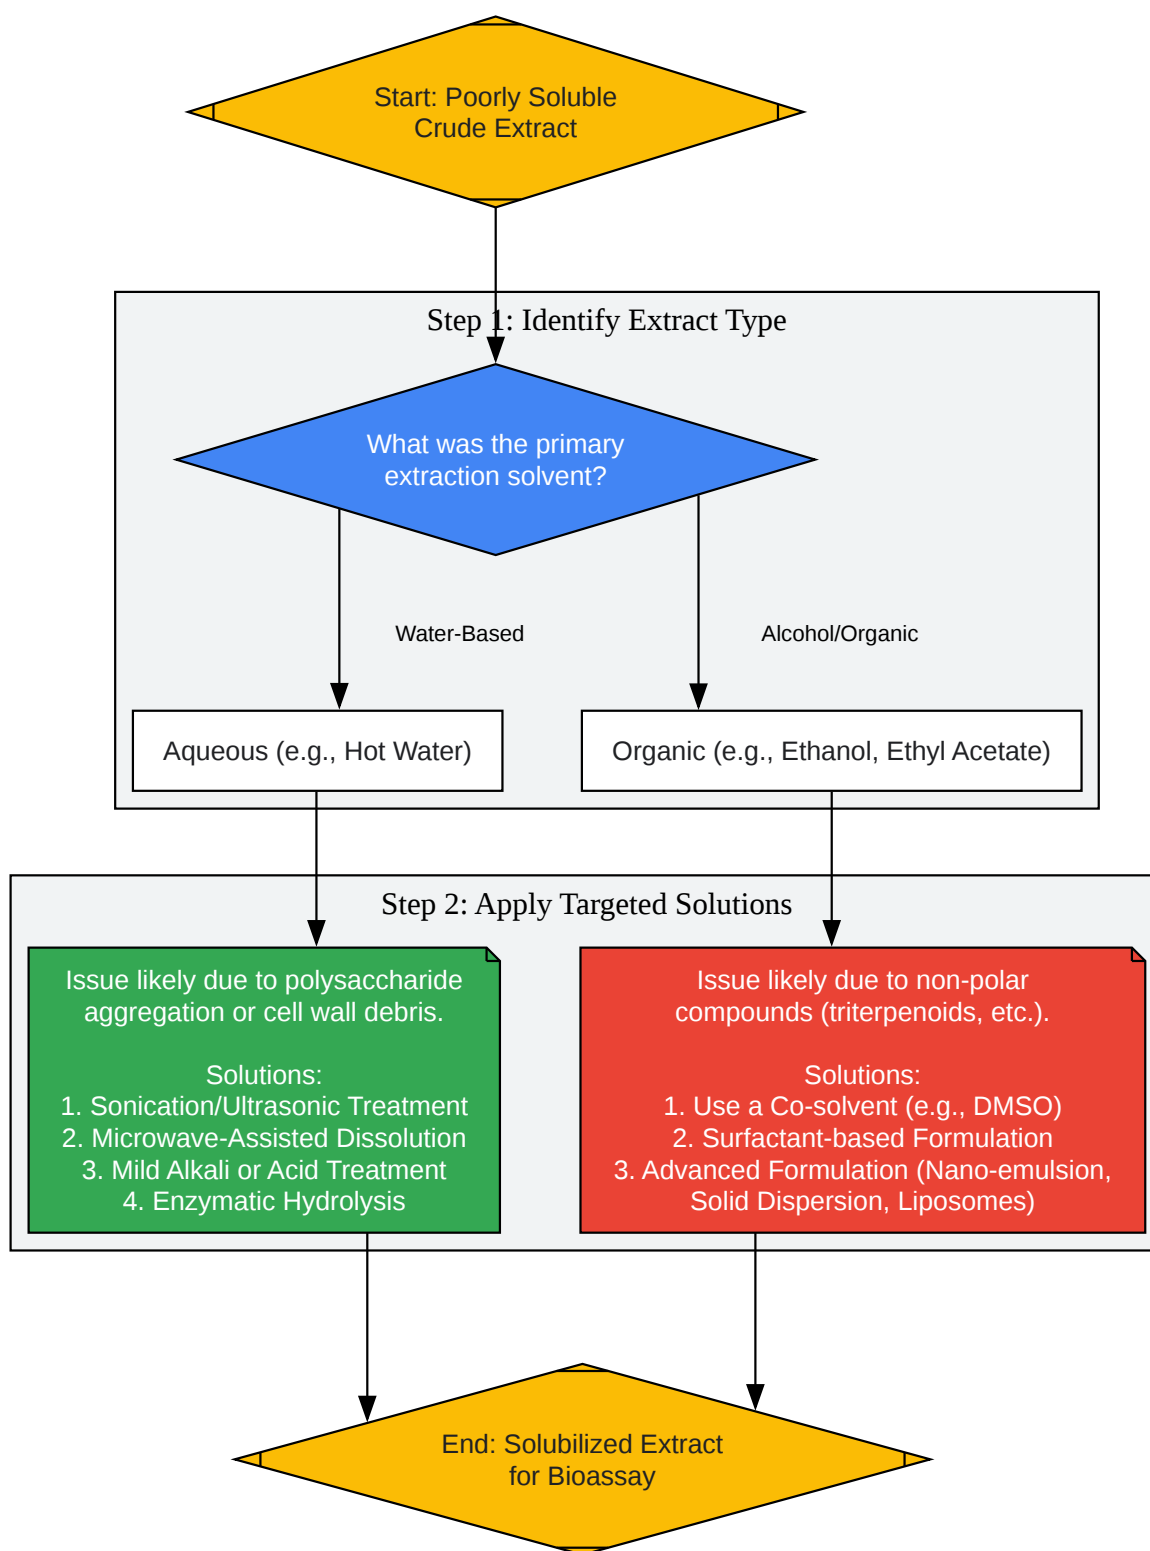 Start: Poorly Soluble
Crude Extract
Step 1: Identify Extract Type
What was the primary
extraction solvent?
Water-Based
Alcohol/Organic
Aqueous (e.g., Hot Water)
Organic (e.g., Ethanol, Ethyl Acetate)
Step 2: Apply Targeted Solutions
Issue likely due to polysaccharide
aggregation or cell wall debris.
Solutions:
1. Sonication/Ultrasonic Treatment
2. Microwave-Assisted Dissolution
3. Mild Alkali or Acid Treatment
4. Enzymatic Hydrolysis
Issue likely due to non-polar
compounds (triterpenoids, etc.).
Solutions:
1. Use a Co-solvent (e.g., DMSO)
2. Surfactant-based Formulation
3. Advanced Formulation (Nano-emulsion,
Solid Dispersion, Liposomes)
End: Solubilized Extract
for Bioassay